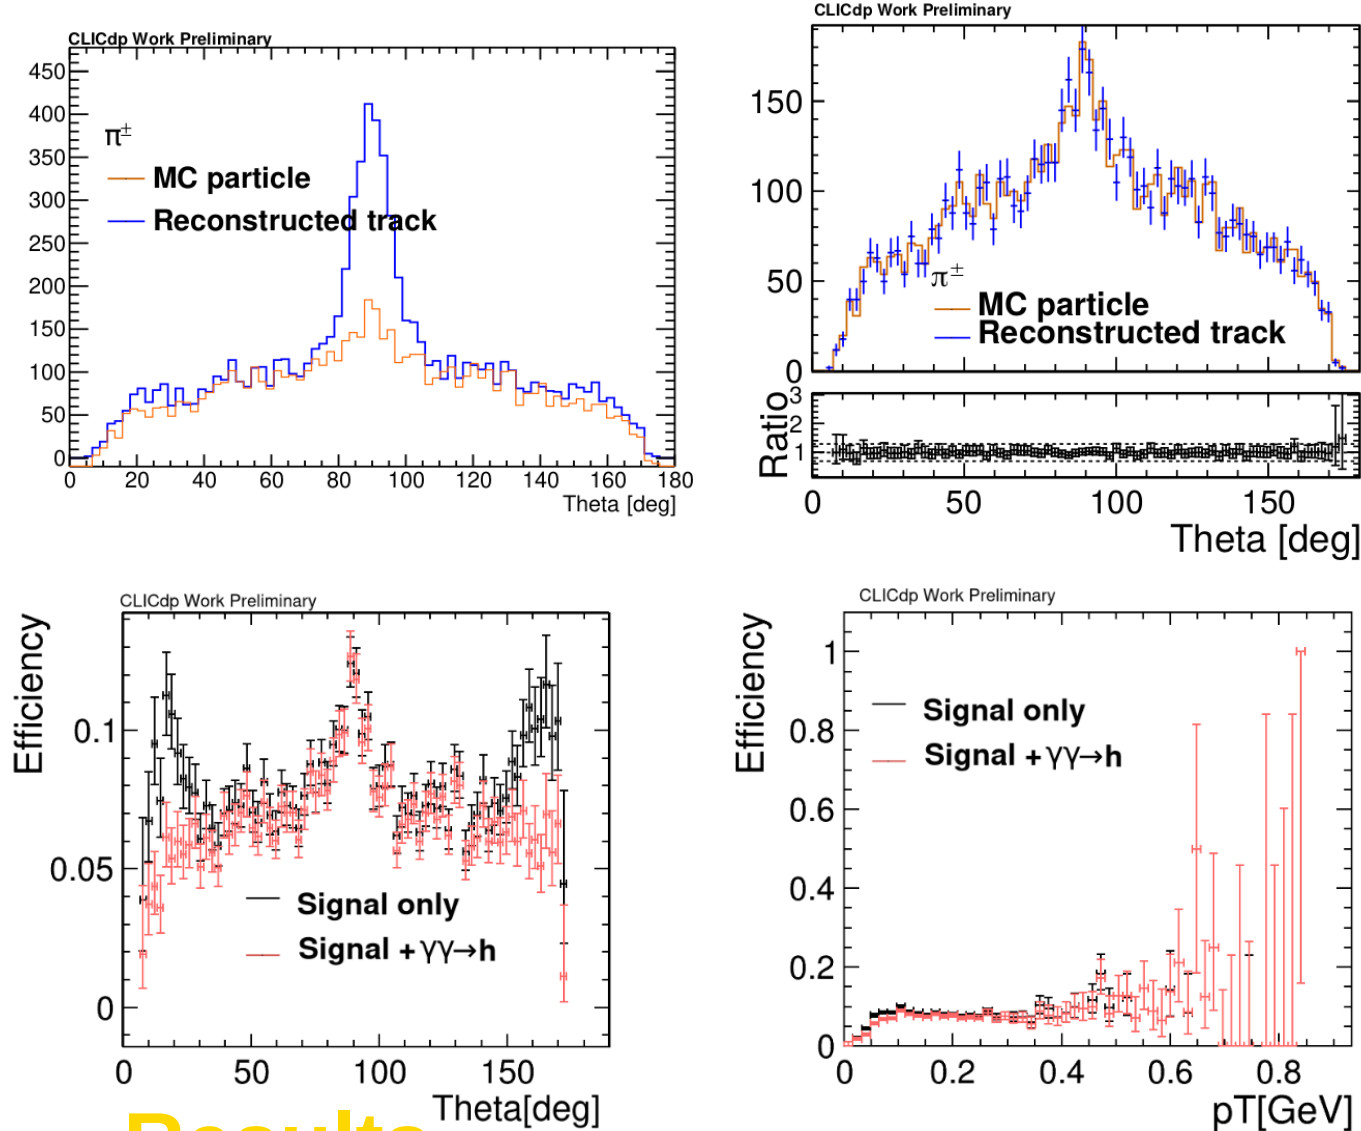 CLICdp Work Preliminary
450
400
350
300
250
200
150
100
50
0
π±
MC particle
Reconstructed track
0 20 40 60 80 100 120 140 160 180
Theta [deg]
CLICdp Work Preliminary
150
100
50
0
π±
MC particle
Reconstructed track
Ratio
3
2
1
0 50 100 150
Theta [deg]
CLICdp Work Preliminary
Efficiency
0.1
0.05
0
Signal only
Signal + γγ→h
0 50 100 150
Theta[deg]
CLICdp Work Preliminary
Efficiency
1
0.8
0.6
0.4
0.2
0
Signal only
Signal + γγ→h
0 0.2 0.4 0.6 0.8
pT[GeV]
Results